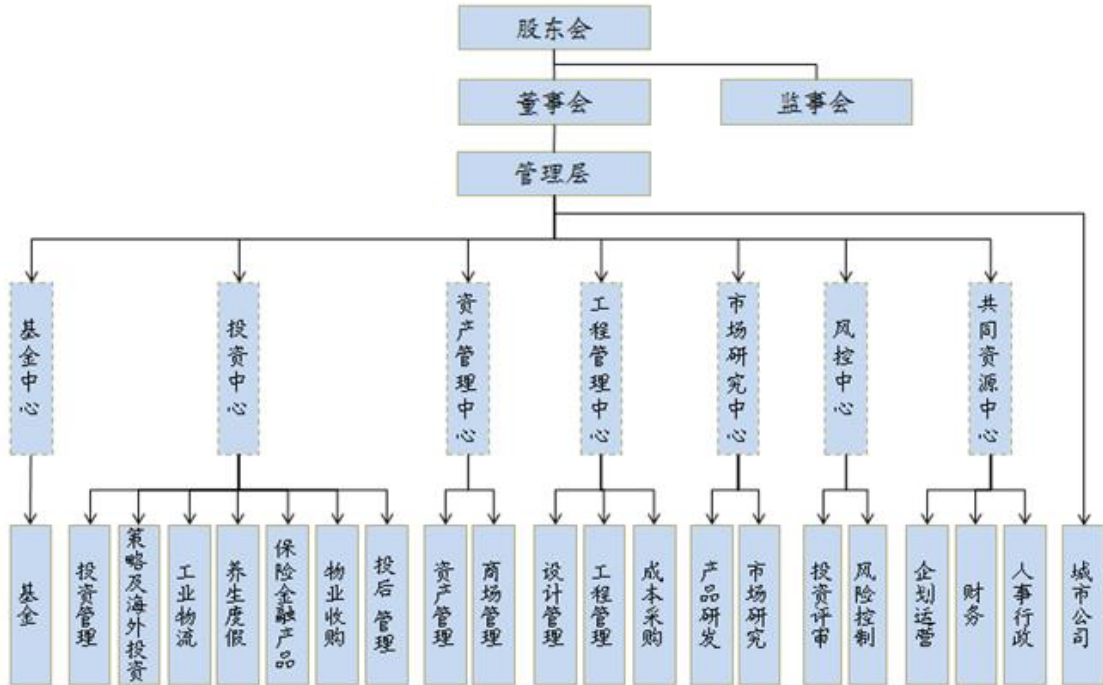 股东会
董事会
监事会
管理层
基金中心
投资中心
资产管理中心
工程管理中心
市场研究中心
风控中心
共同资源中心
基金
投资管理
策略及海外投资
工业物流
养生度假
保险金融产品
物业收购
投后 管理
资产管理
商场管理
设计管理
工程管理
成本采购
产品研发
市场研究
投资评审
风险控制
企划运营
财务
人事行政
城市公司